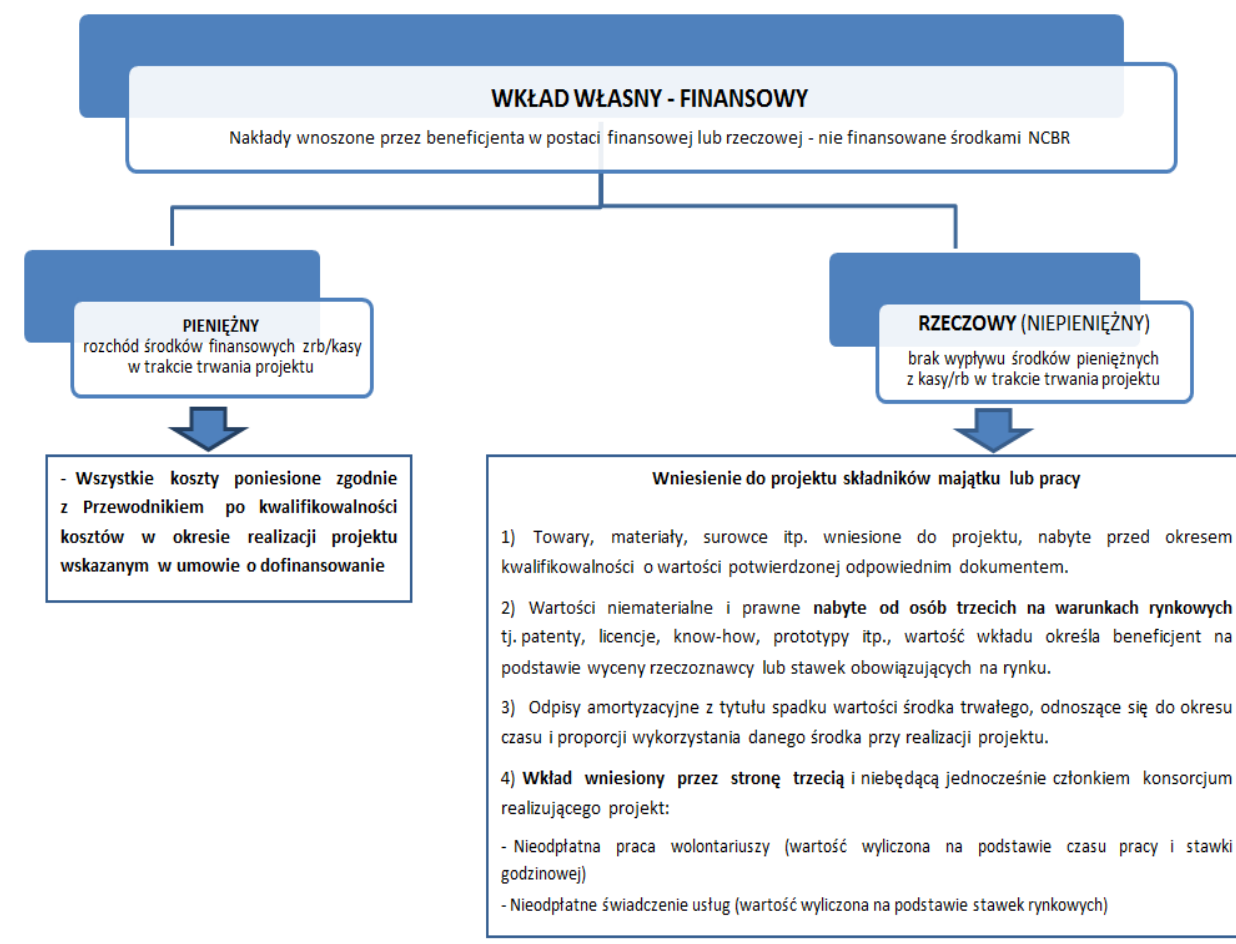 WKŁAD WŁASNY - FINANSOWY
Nakłady wnoszone przez beneficjenta w postaci finansowej lub rzeczowej - nie finansowane środkami NCBR
PIENIĘŻNY
rozchód środków finansowych zrb/kasy
w trakcie trwania projektu
- Wszystkie koszty poniesione zgodnie
z Przewodnikiem po kwalifikowalności
kosztów w okresie realizacji projektu
wskazanym w umowie o dofinansowanie
RZECZOWY (NIEPIENIĘŻNY)
brak wypływu środków pieniężnych
z kasy/rb w trakcie trwania projektu
Wniesienie do projektu składników majątku lub pracy
1) Towary, materiały, surowce itp. wniesione do projektu, nabyte przed okresem
kwalifikowalności o wartości potwierdzonej odpowiednim dokumentem.
2) Wartości niematerialne i prawne nabyte od osób trzecich na warunkach rynkowych
tj. patenty, licencje, know-how, prototypy itp., wartość wkładu określa beneficjent na
podstawie wyceny rzeczoznawcy lub stawek obowiązujących na rynku.
3) Odpisy amortyzacyjne z tytułu spadku wartości środka trwałego, odnoszące się do okresu
czasu i proporcji wykorzystania danego środka przy realizacji projektu.
4) Wkład wniesiony przez stronę trzecią i niebędącą jednocześnie członkiem konsorcjum
realizującego projekt:
- Nieodpłatna praca wolontariuszy (wartość wyliczona na podstawie czasu pracy i stawki
godzinowej)
- Nieodpłatne świadczenie usług (wartość wyliczona na podstawie stawek rynkowych)